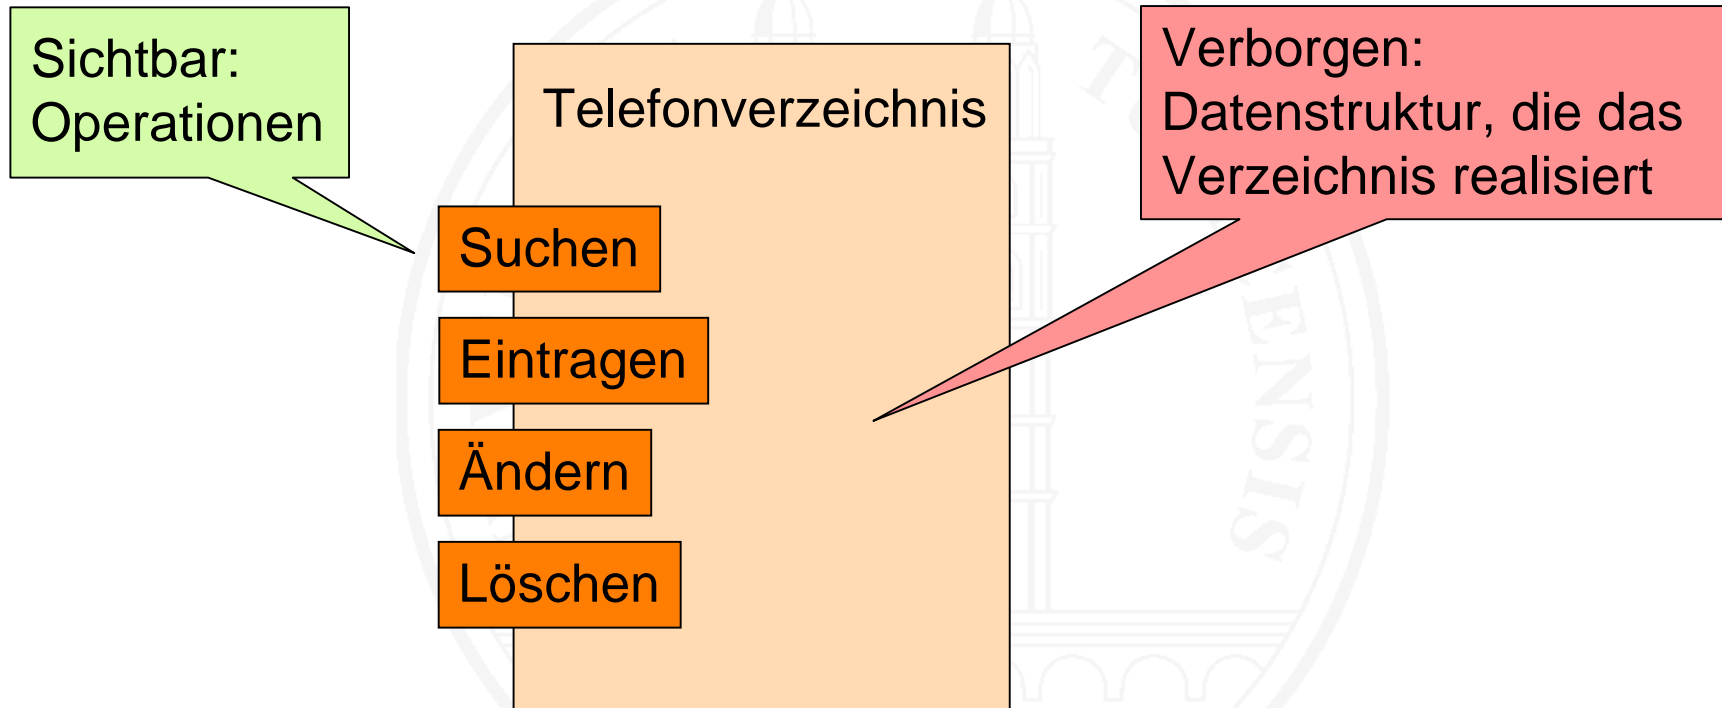 Sichtbar:
Operationen
Telefonverzeichnis
Verborgen:
Datenstruktur, die das
Verzeichnis realisiert
Suchen
Eintragen
Ändern
Löschen